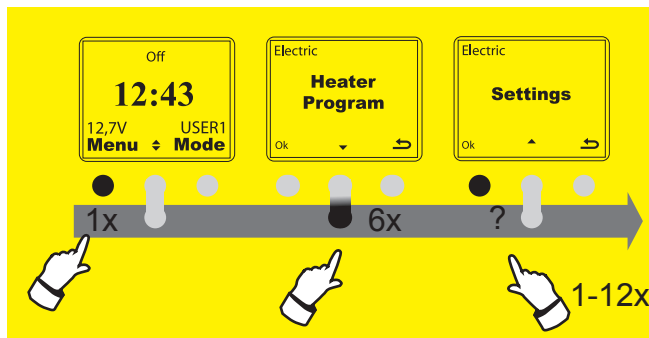 Off
12:43
12,7V USER1
Menu Mode
Electric
Heater
Program
Ok
Electric
Settings
Ok
1x
6x
?
1-12x